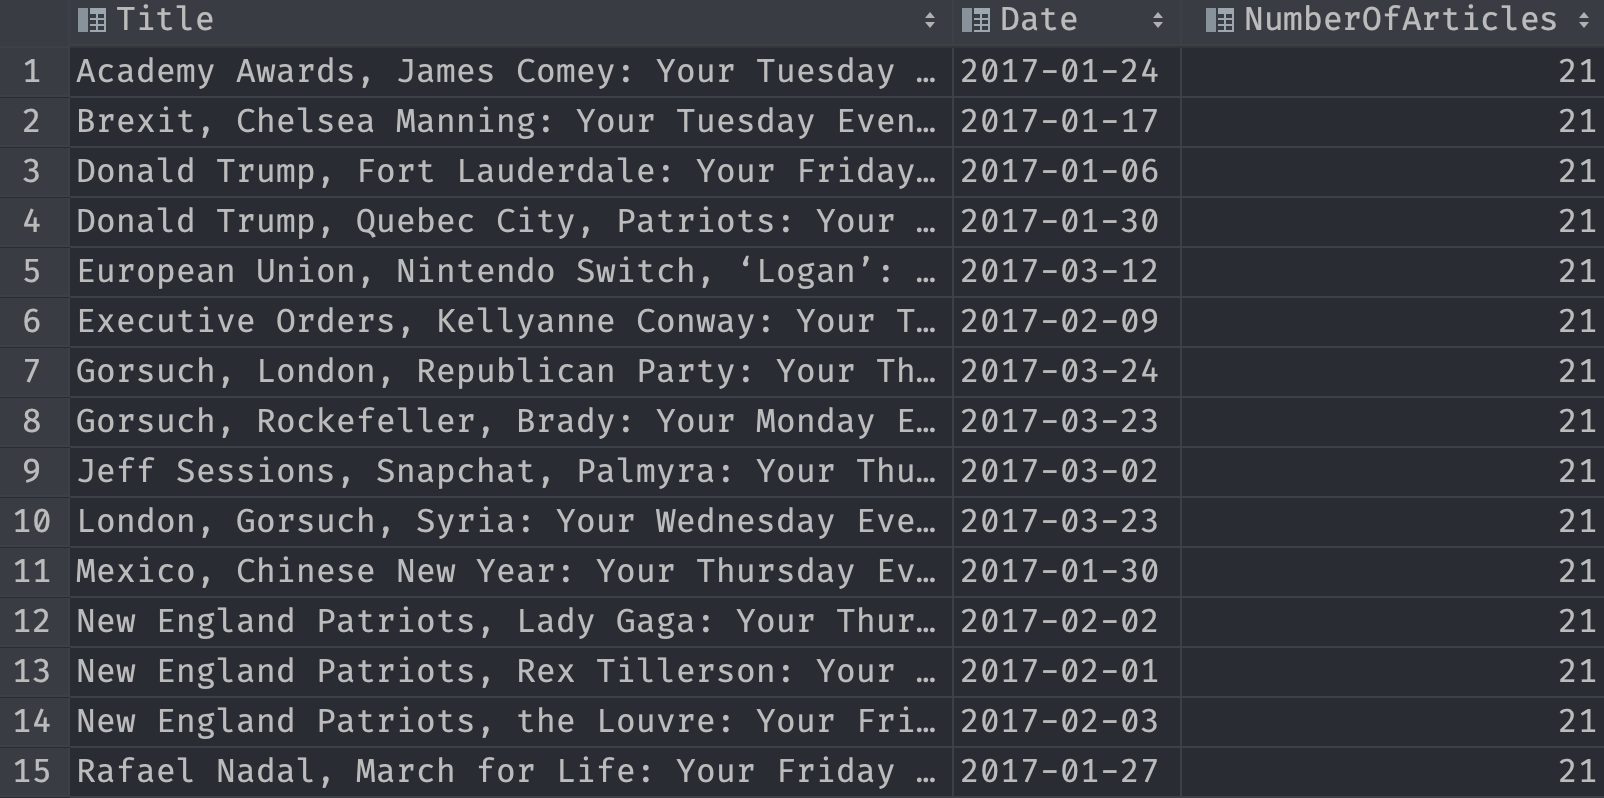 Title Date NumberOfArticles
1 Academy Awards, James Comey: Your Tuesday … 2017-01-24 21
2 Brexit, Chelsea Manning: Your Tuesday Even… 2017-01-17 21
3 Donald Trump, Fort Lauderdale: Your Friday… 2017-01-06 21
4 Donald Trump, Quebec City, Patriots: Your … 2017-01-30 21
5 European Union, Nintendo Switch, ‘Logan’: … 2017-03-12 21
6 Executive Orders, Kellyanne Conway: Your T… 2017-02-09 21
7 Gorsuch, London, Republican Party: Your Th… 2017-03-24 21
8 Gorsuch, Rockefeller, Brady: Your Monday E… 2017-03-23 21
9 Jeff Sessions, Snapchat, Palmyra: Your Thu… 2017-03-02 21
10 London, Gorsuch, Syria: Your Wednesday Eve… 2017-03-23 21
11 Mexico, Chinese New Year: Your Thursday Ev… 2017-01-30 21
12 New England Patriots, Lady Gaga: Your Thur… 2017-02-02 21
13 New England Patriots, Rex Tillerson: Your … 2017-02-01 21
14 New England Patriots, the Louvre: Your Fri… 2017-02-03 21
15 Rafael Nadal, March for Life: Your Friday … 2017-01-27 21